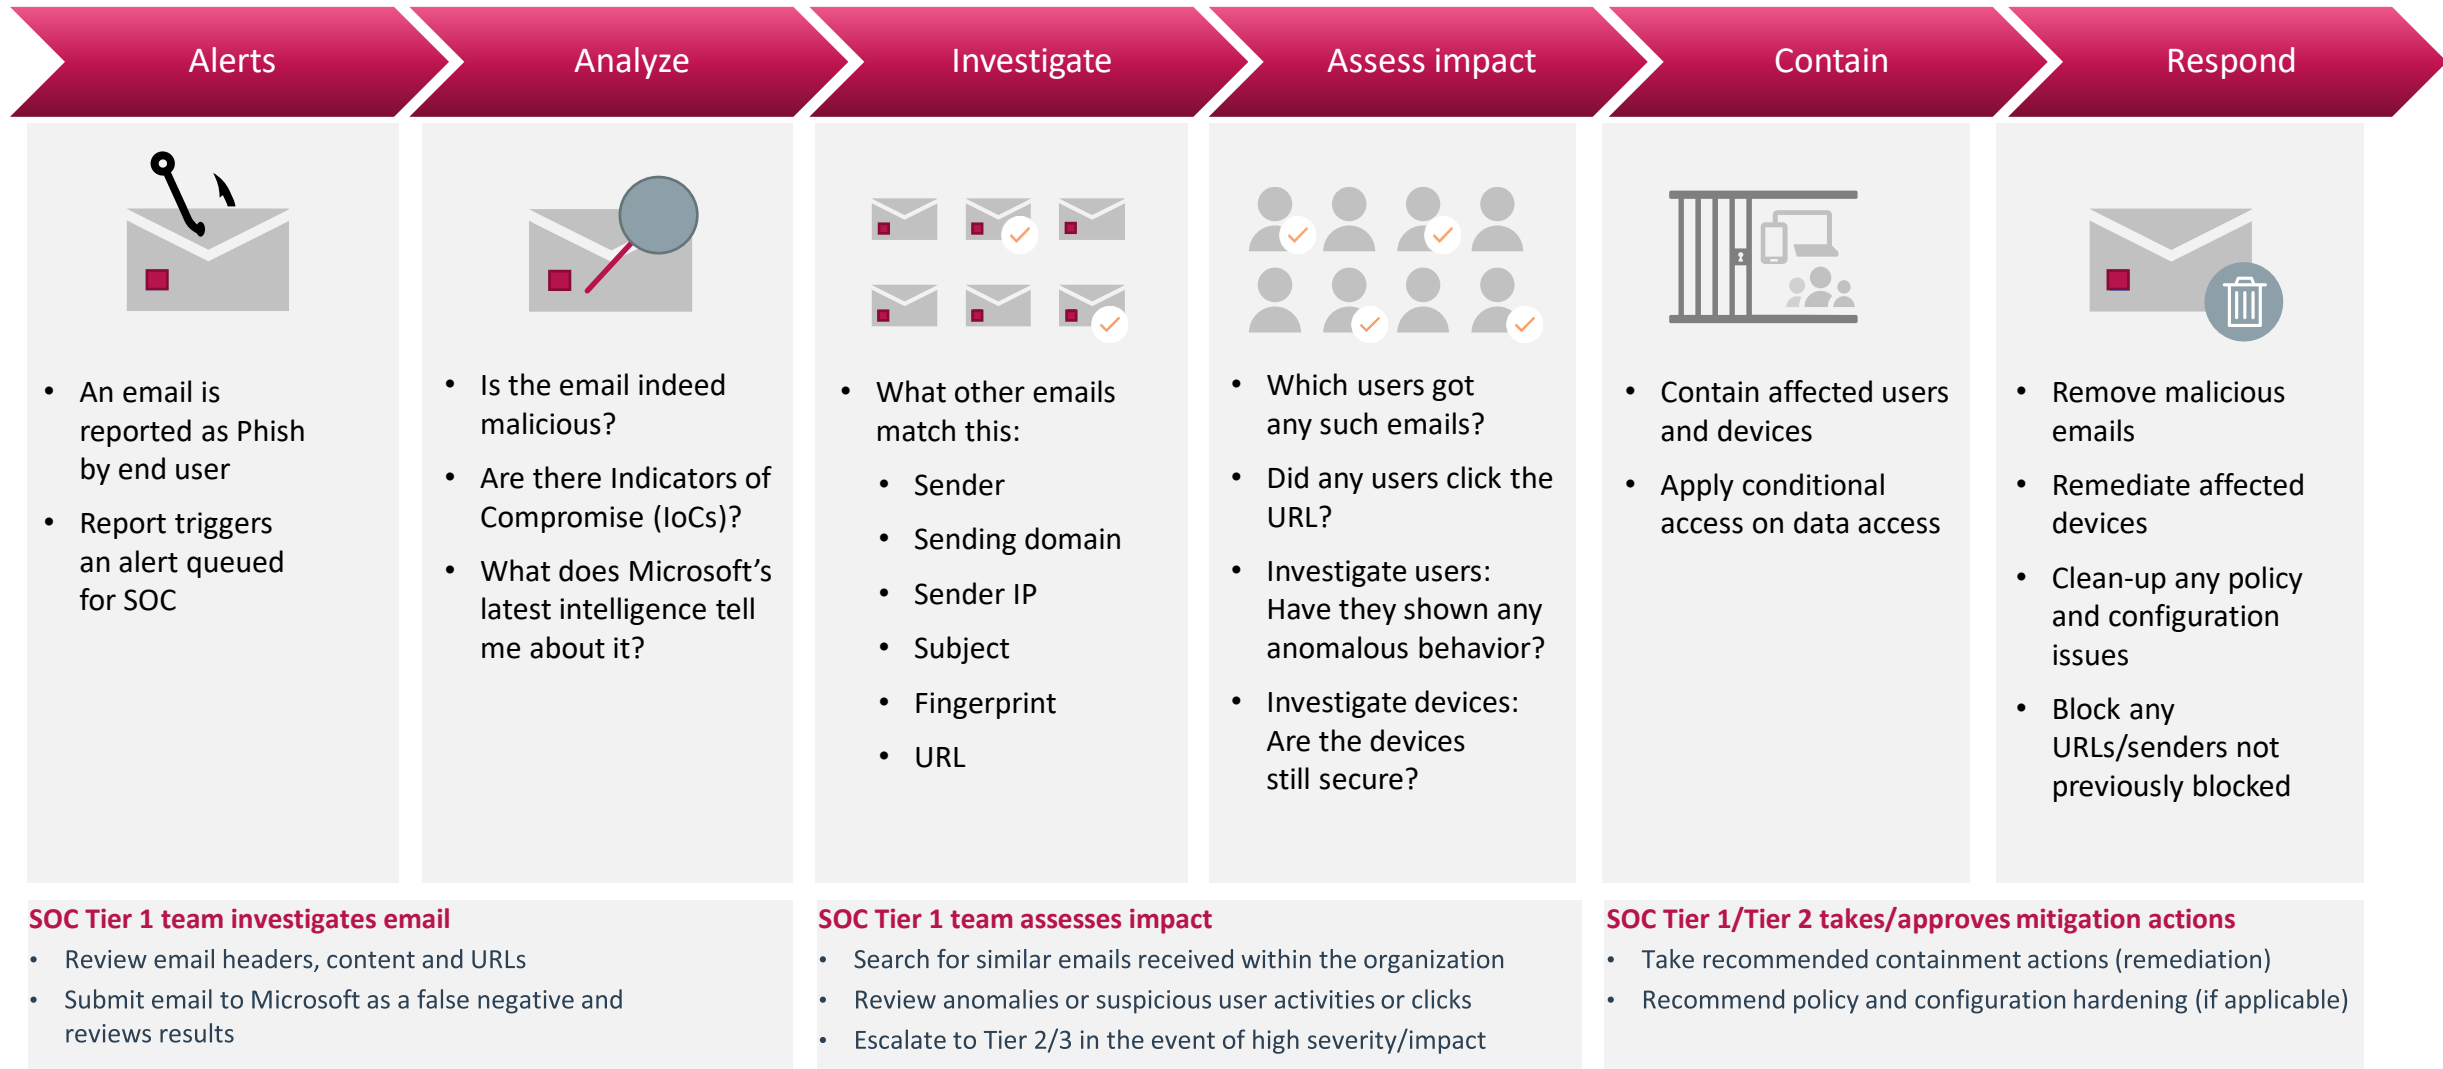 Alerts
Analyze
Investigate
Assess impact
Contain
Respond
• An email is
reported as Phish
by end user
• Report triggers
an alert queued
for SOC
• Is the email indeed
malicious?
• Are there Indicators of
Compromise (IoCs)?
• What does Microsoft’s
latest intelligence tell
me about it?
• What other emails
match this:
• Sender
• Sending domain
• Sender IP
• Subject
• Fingerprint
• URL
• Which users got
any such emails?
• Did any users click the
URL?
• Investigate users:
Have they shown any
anomalous behavior?
• Investigate devices:
Are the devices
still secure?
• Contain affected users
and devices
• Apply conditional
access on data access
• Remove malicious
emails
• Remediate affected
devices
• Clean-up any policy
and configuration
issues
• Block any
URLs/senders not
previously blocked
SOC Tier 1 team investigates email
• Review email headers, content and URLs
• Submit email to Microsoft as a false negative and
reviews results
SOC Tier 1 team assesses impact
• Search for similar emails received within the organization
• Review anomalies or suspicious user activities or clicks
• Escalate to Tier 2/3 in the event of high severity/impact
SOC Tier 1/Tier 2 takes/approves mitigation actions
• Take recommended containment actions (remediation)
• Recommend policy and configuration hardening (if applicable)